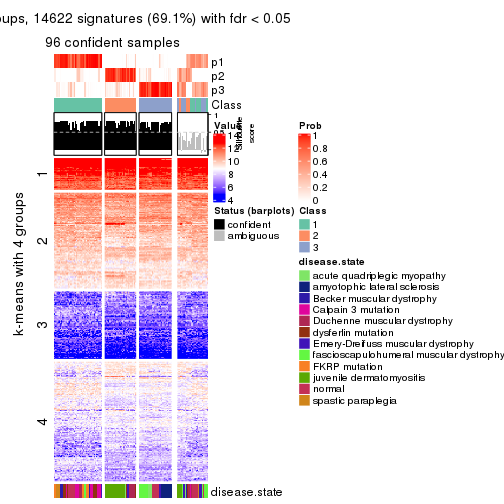 oups, 14622 signatures (69.1%) with fdr < 0.05
96 confident samples
p1
p2
p3
Class
1
0.5
Silhouette
score
Value
14
12
10
8
6
4
Prob
1
0.8
0.6
0.4
0.2
0
Status (barplots)
confident
ambiguous
Class
1
2
3
disease.state
acute quadriplegic myopathy
amyotophic lateral sclerosis
Becker muscular dystrophy
Calpain 3 mutation
Duchenne muscular dystrophy
dysferlin mutation
Emery-Dreifuss muscular dystrophy
fascioscapulohumeral muscular dystrophy
FKRP mutation
juvenile dermatomyositis
normal
spastic paraplegia
k-means with 4 groups
1
2
3
4
disease.state